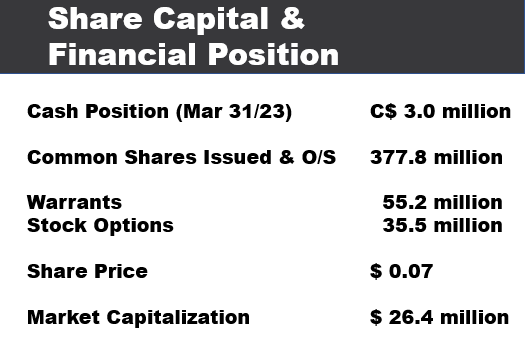 Share Capital &
Financial Position
Cash Position (Mar 31/23) C$ 3.0 million
Common Shares Issued & O/S 377.8 million
Warrants 55.2 million
Stock Options 35.5 million
Share Price $ 0.07
Market Capitalization $ 26.4 million